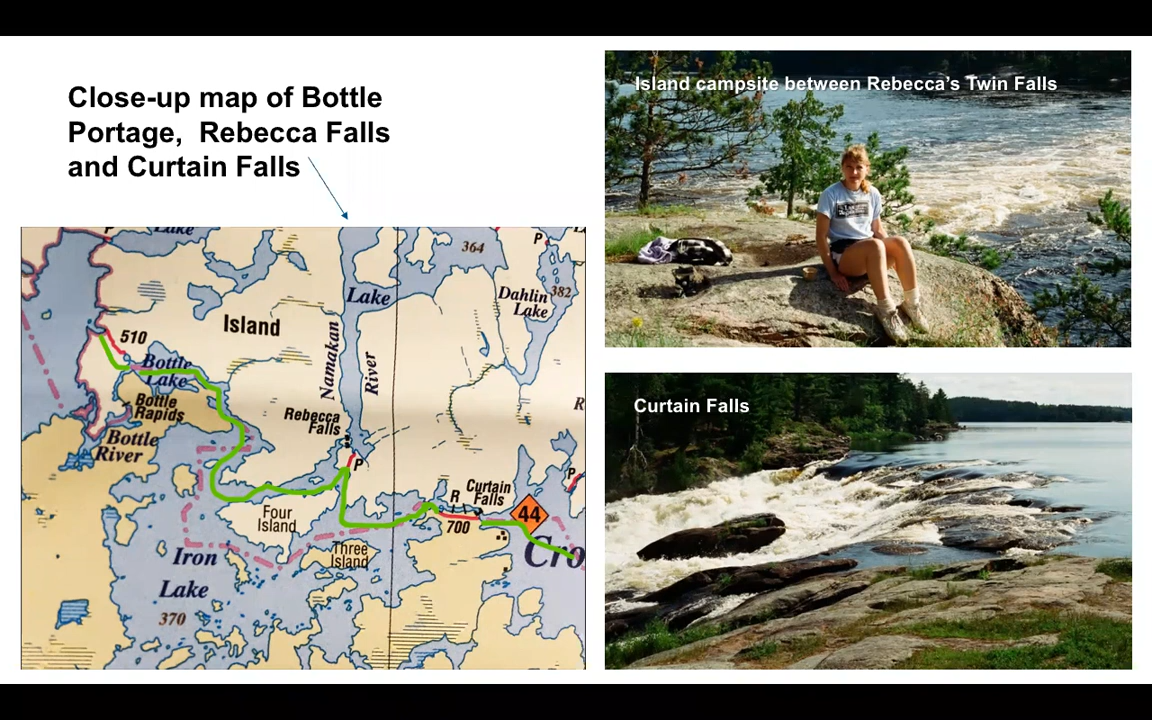 Close-up map of Bottle
Portage,  Rebecca Falls
and Curtain Falls
Island campsite between Rebecca's Twin Falls
Curtain Falls
P
Lake
364
P
Dahlin
Lake
382
Lake
510
Island
Bottle
Lake
Namakan
River
Bottle
Rapids
Rebecca
Falls
R
Bottle
River
P
P
Curtain
Falls
R
44
700
Four
Island
Three
Island
Cro
Iron
Lake
370